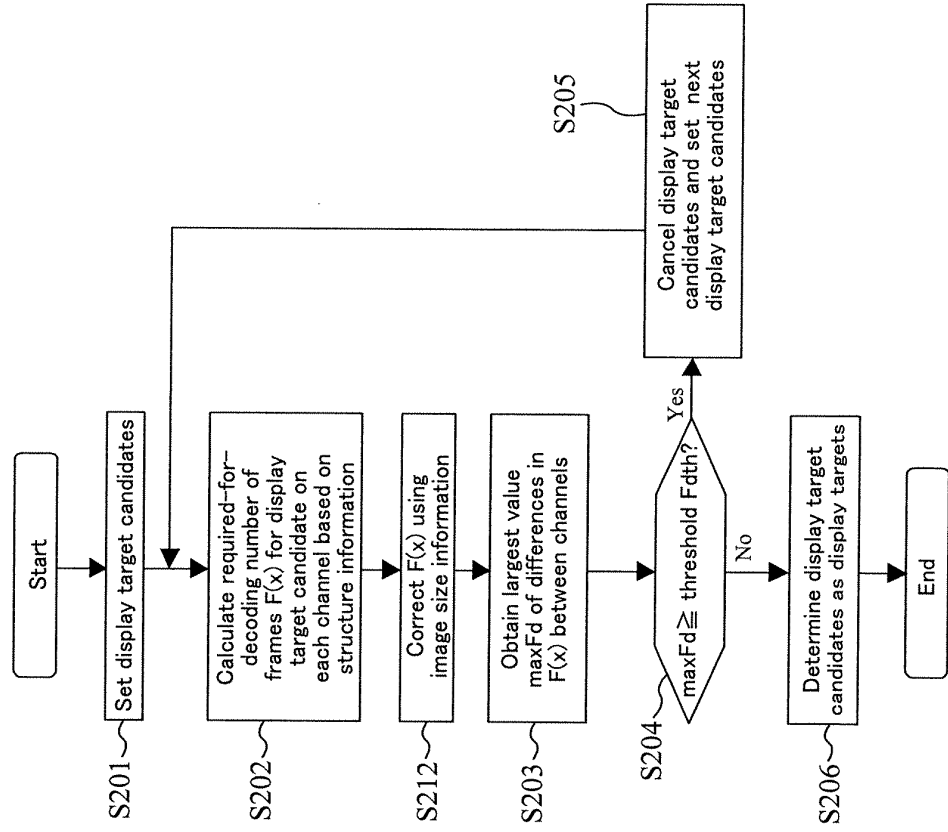 Start
S201
Set display target candidates
S202
Calculate required-for-
decoding number of
frames F(x) for display
target candidate on
each channel based on
structure information
S212
Correct F(x) using
image size information
S203
Obtain largest value
maxFd of differences in
F(x) between channels
S204
maxFd≧ threshold Fdth?
Yes
No
S205
Cancel display target
candidates and set next
display target candidates
S206
Determine display target
candidates as display targets
End